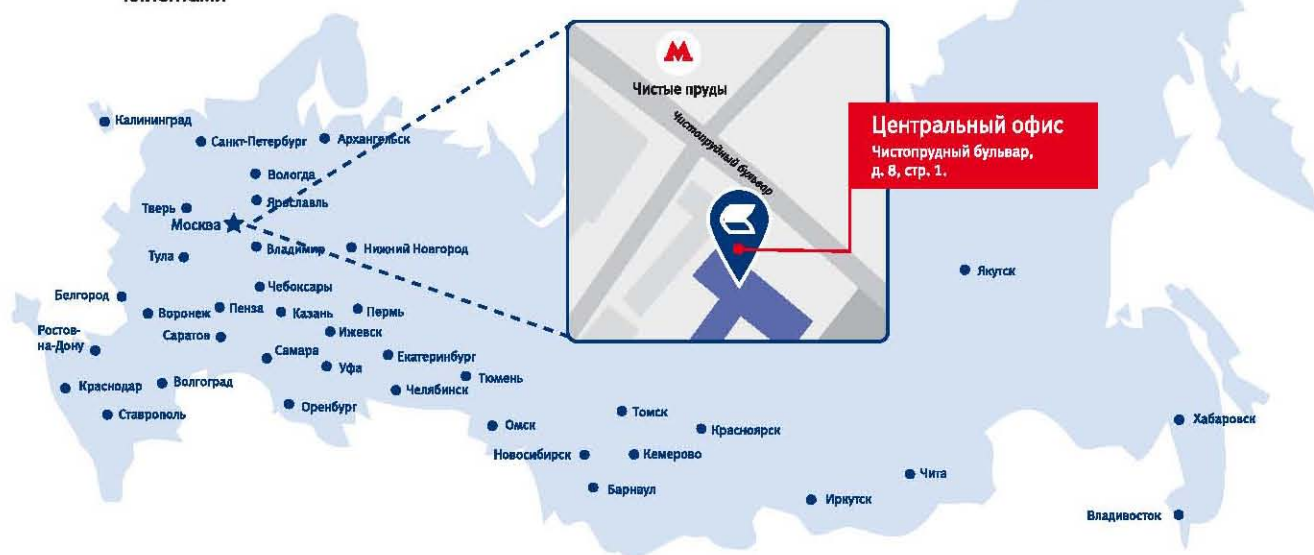 Чистые пруды
Чистопрудный бульвар
Центральный офис
Чистопрудный бульвар,
д. 8, стр. 1.
Калининград
Санкт-Петербург
Архангельск
Вологда
Ярославль
Тверь
Москва
Владимир
Нижний Новгород
Тула
Якутск
Чебоксары
Белгород
Воронеж
Пенза
Казань
Пермь
Ростов-
на-Дону
Саратов
Ижевск
Самара
Уфа
Екатеринбург
Тюмень
Краснодар
Волгоград
Челябинск
Ставрополь
Оренбург
Омск
Томск
Красноярск
Хабаровск
Новосибирск
Кемерово
Чита
Барнаул
Иркутск
Владивосток